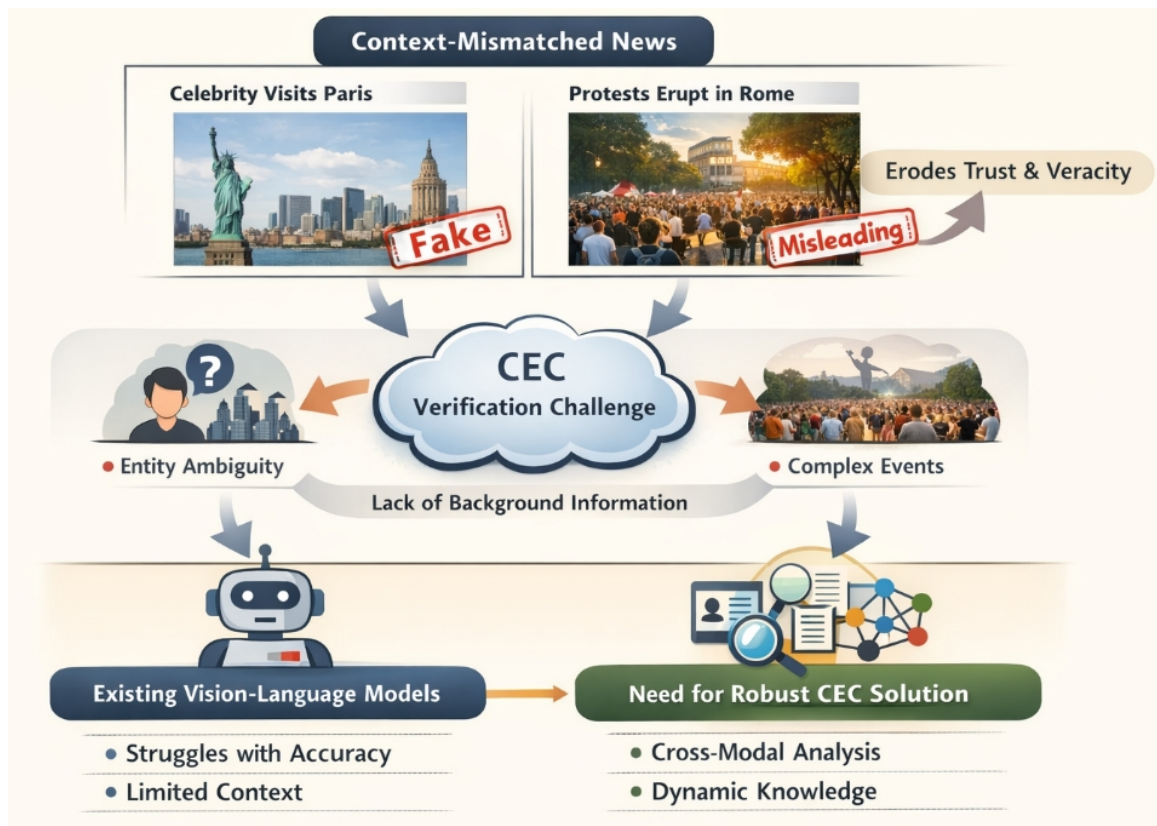 Context-Mismatched News
Celebrity Visits Paris
Fake
Protests Erupt in Rome
Misleading
Erodes Trust & Veracity
CEC
Verification Challenge
?
• Entity Ambiguity
• Complex Events
Lack of Background Information
Existing Vision-Language Models
• Struggles with Accuracy
• Limited Context
Need for Robust CEC Solution
• Cross-Modal Analysis
• Dynamic Knowledge